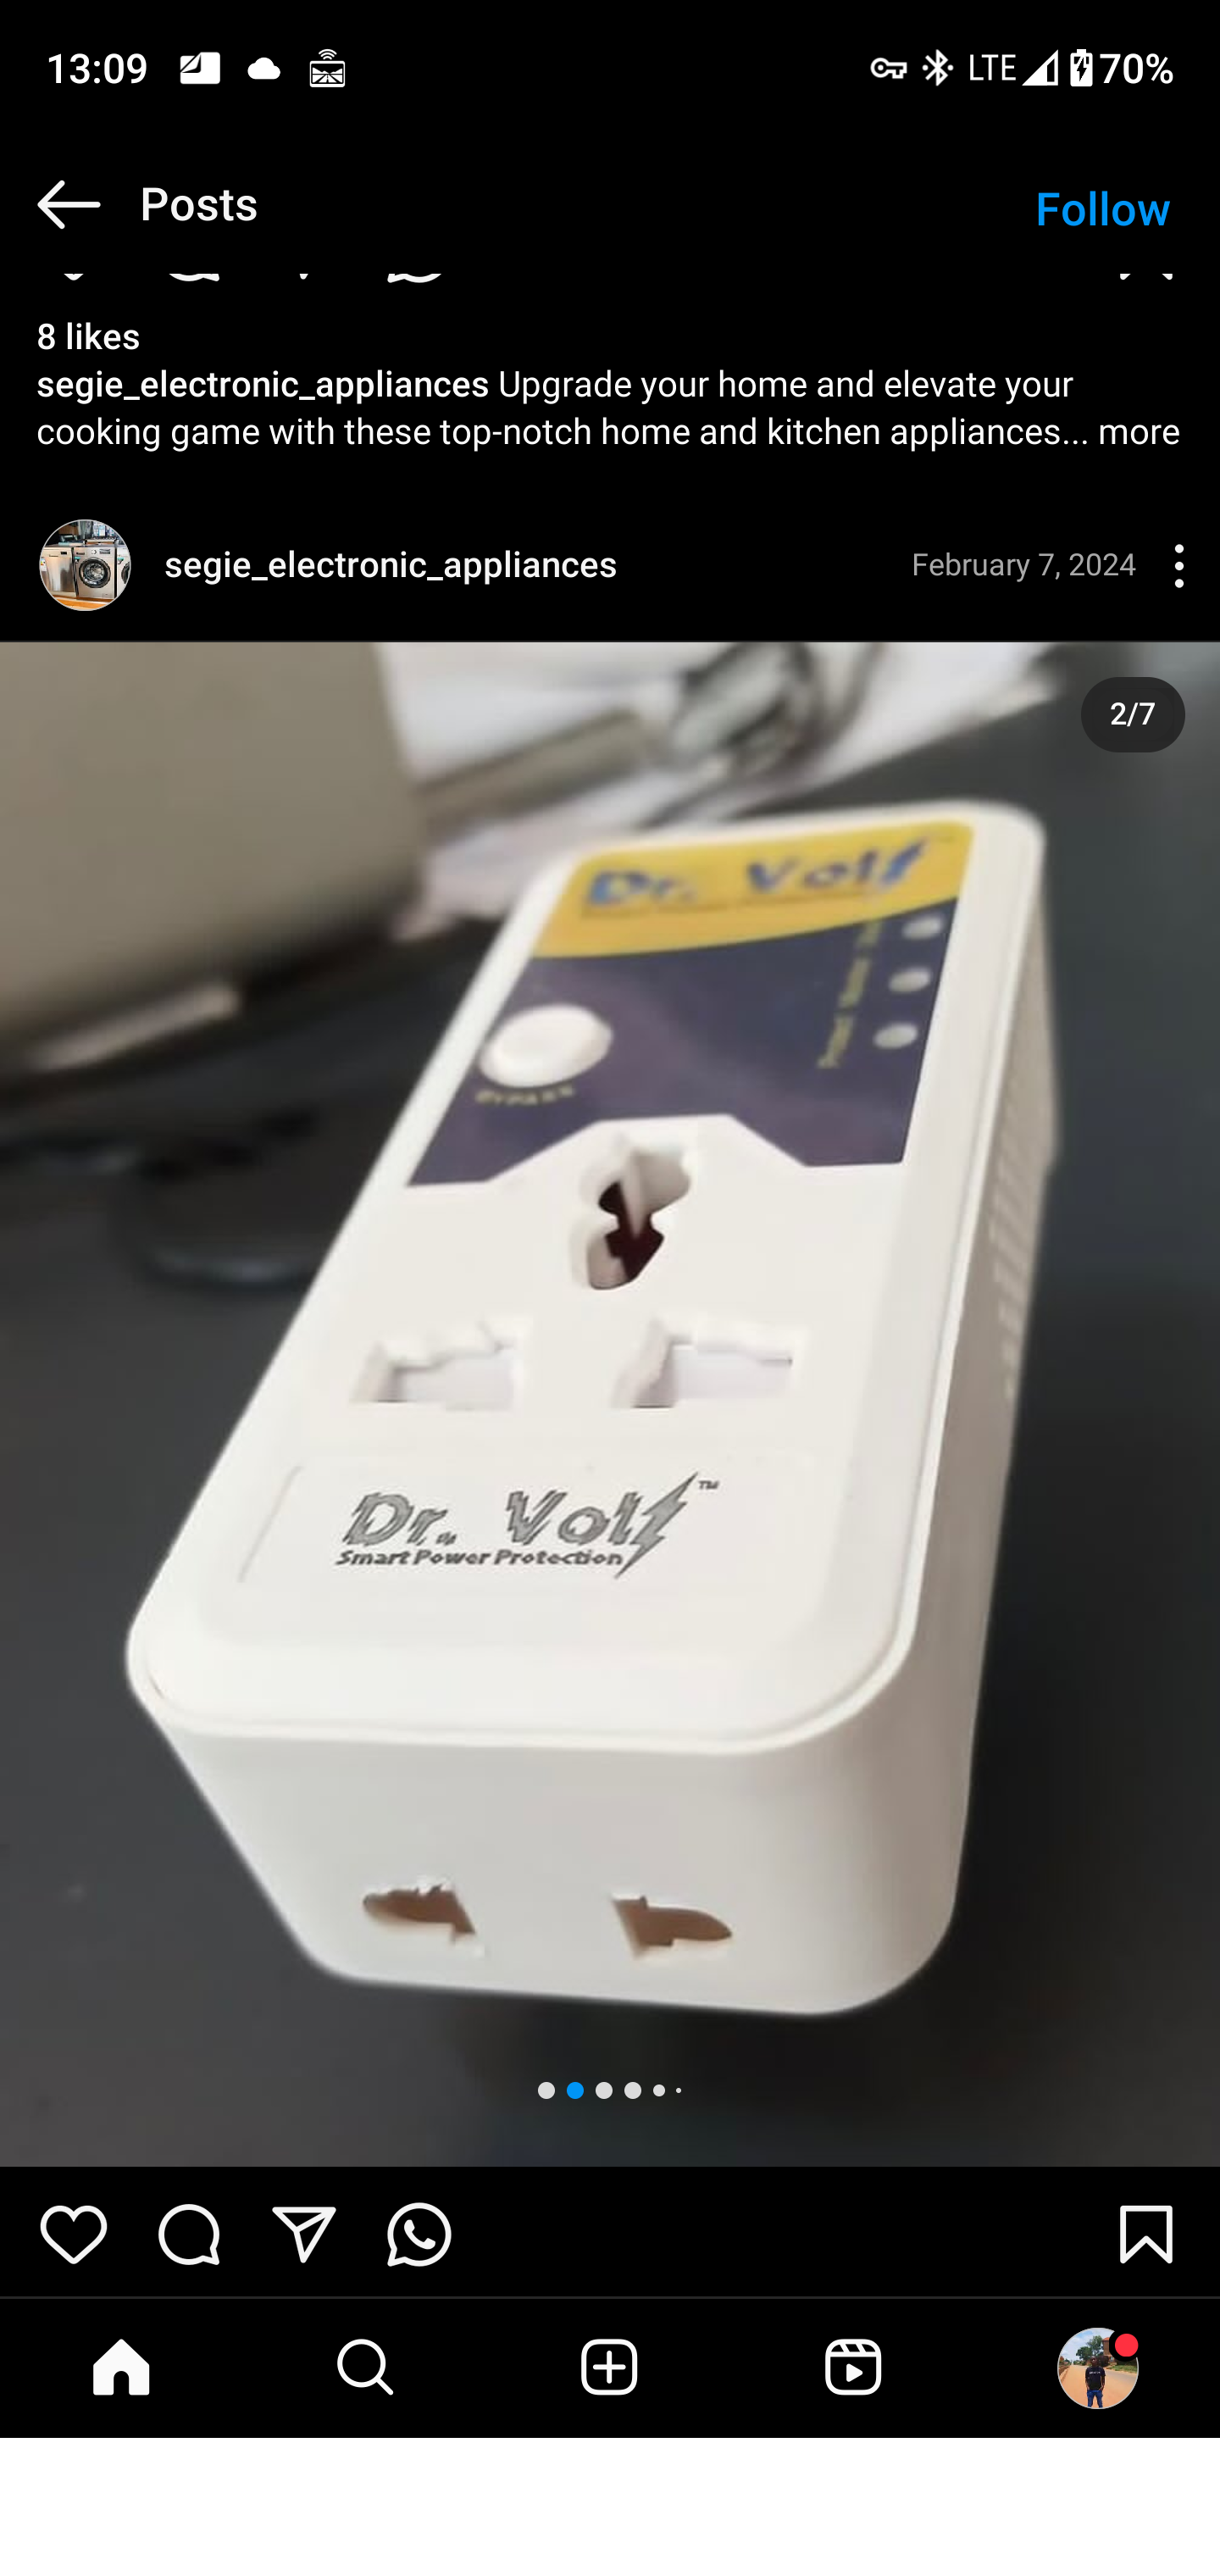 13:09
LTE 70%
Posts
Follow
8 likes
segie_electronic_appliances Upgrade your home and elevate your
cooking game with these top-notch home and kitchen appliances... more
segie_electronic_appliances
February 7, 2024
2/7
Dr. Volt
BYPASS
Dr. Volt™
Smart Power Protection